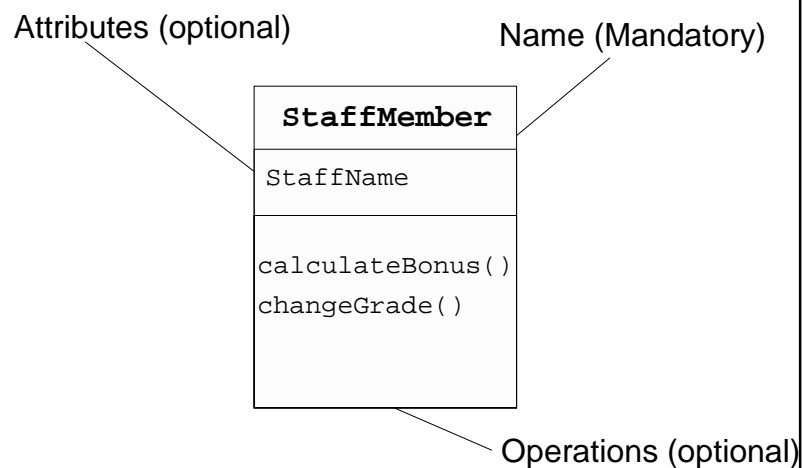 Attributes (optional)
Name (Mandatory)
StaffMember
StaffName
calculateBonus()
changeGrade()
Operations (optional)